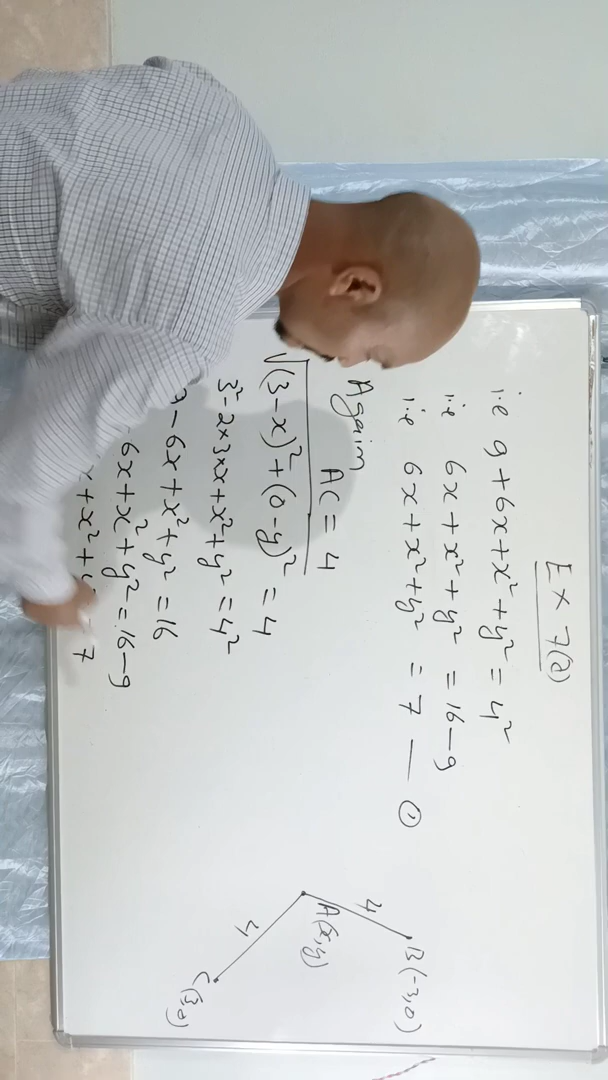 Ex 7(a)
i.e 9+6x+x²+y² = 4²
i.e 6x+x²+y² = 16-9
i.e 6x+x²+y² = 7 — ①
Again AC = 4
√(3-x)²+(0-y)² = 4
3²-2×3×x+x²+y² = 4²
-6x+x²+y² = 16
6x+x²+y² = 16-9
x+x²+ 7
B(-3,0)
4
A(x,y)
4
C(3,0)